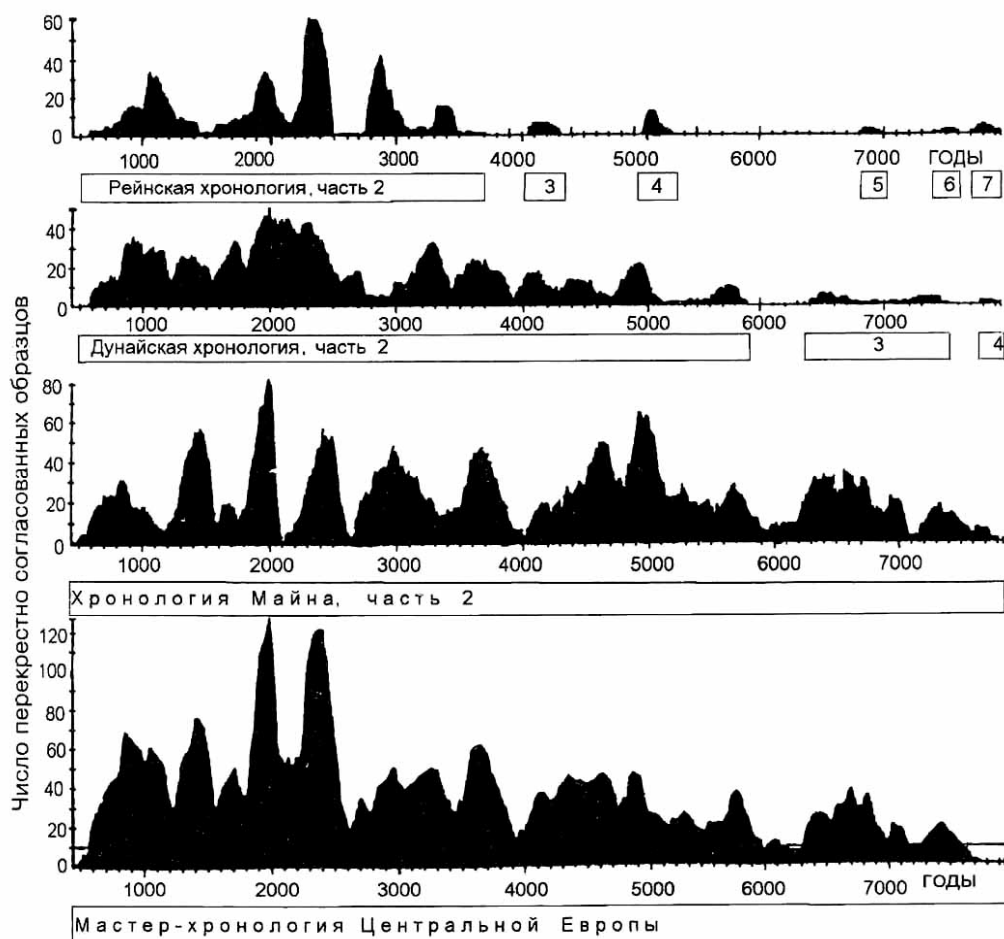 Число перекрестно согласованных образцов
60
40
20
0
1000 2000 3000 4000 5000 6000 7000 ГОДЫ
Рейнская хронология, часть 2 3 4 5 6 7
40
20
0
1000 2000 3000 4000 5000 6000 7000
Дунайская хронология, часть 2 3 4
80
60
40
20
0
1000 2000 3000 4000 5000 6000 7000
Хронология Майна, часть 2
120
100
80
60
40
20
0
1000 2000 3000 4000 5000 6000 7000 ГОДЫ
Мастер-хронология Центральной Европы